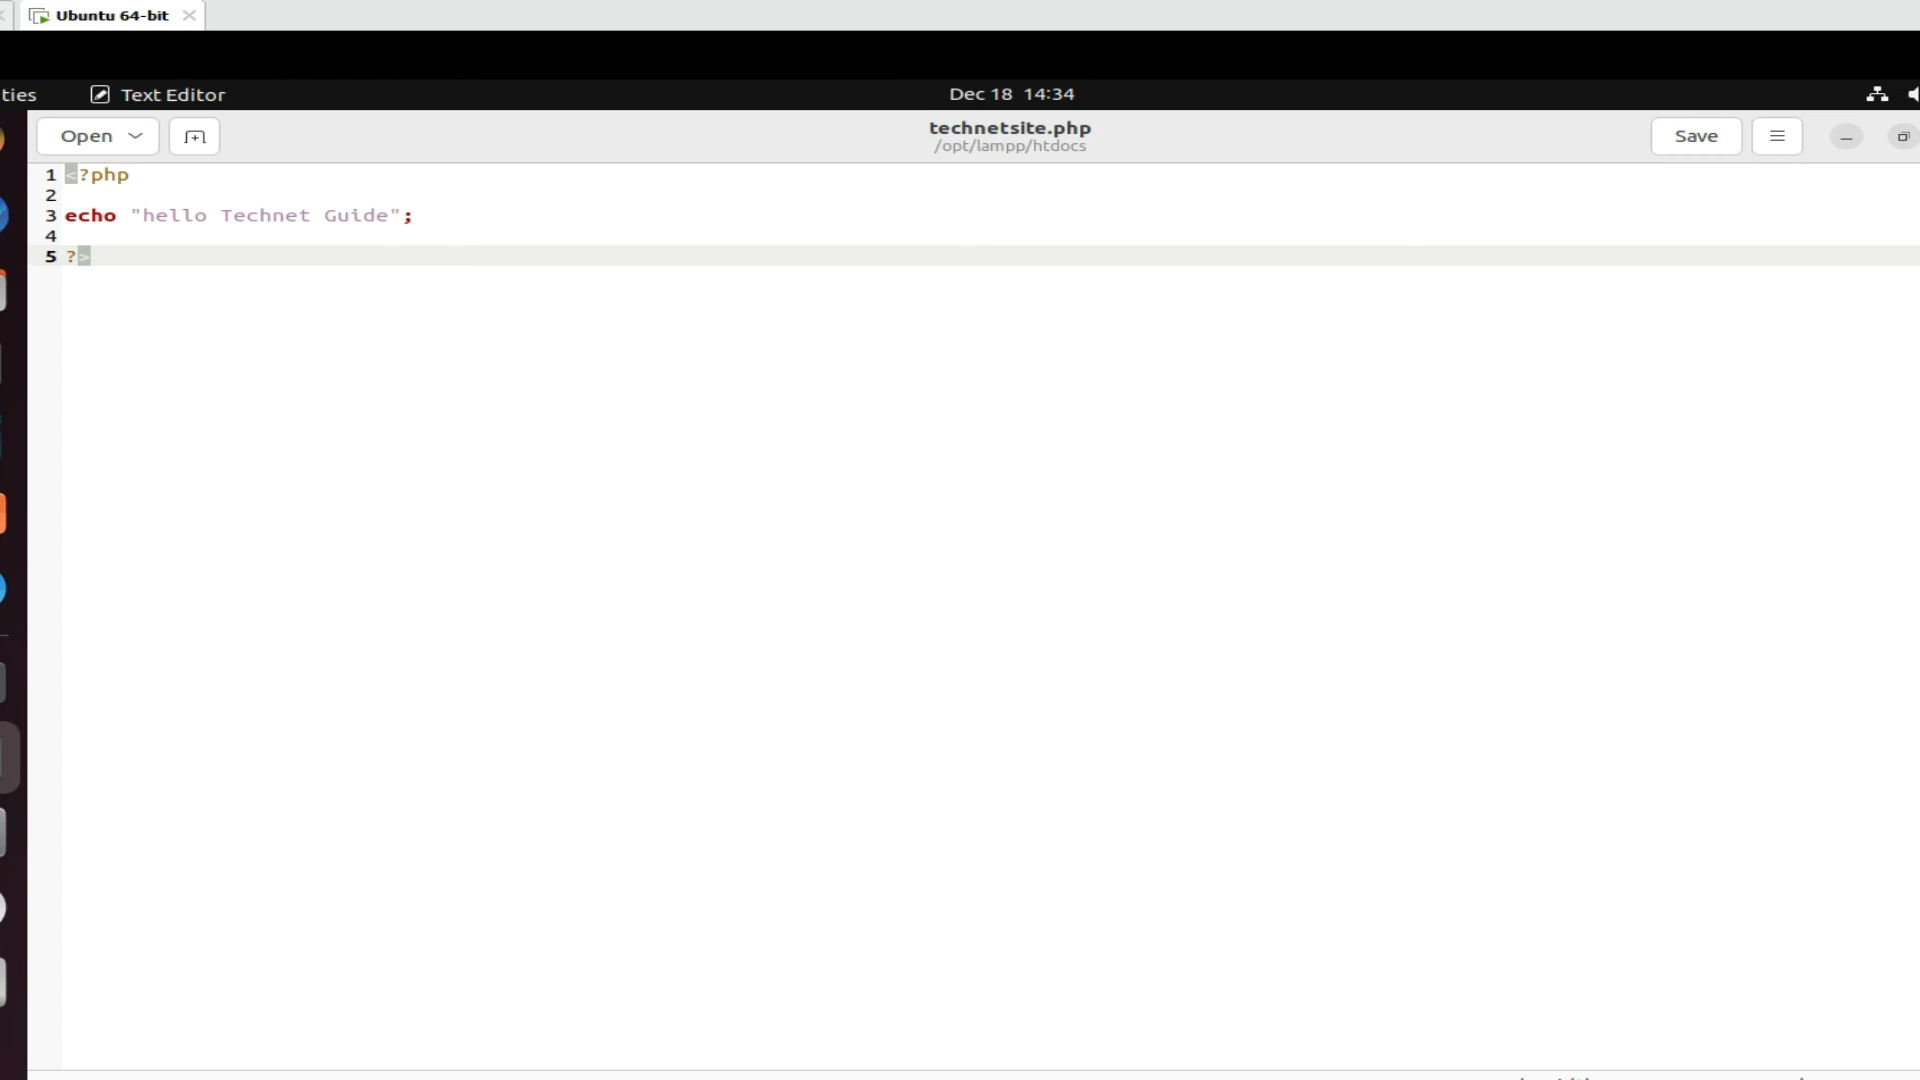 Ubuntu 64-bit
ties
Text Editor
Dec 18 14:34
Open
technetsite.php
/opt/lampp/htdocs
Save
1 <?php
2
3 echo "hello Technet Guide";
4
5 ?>